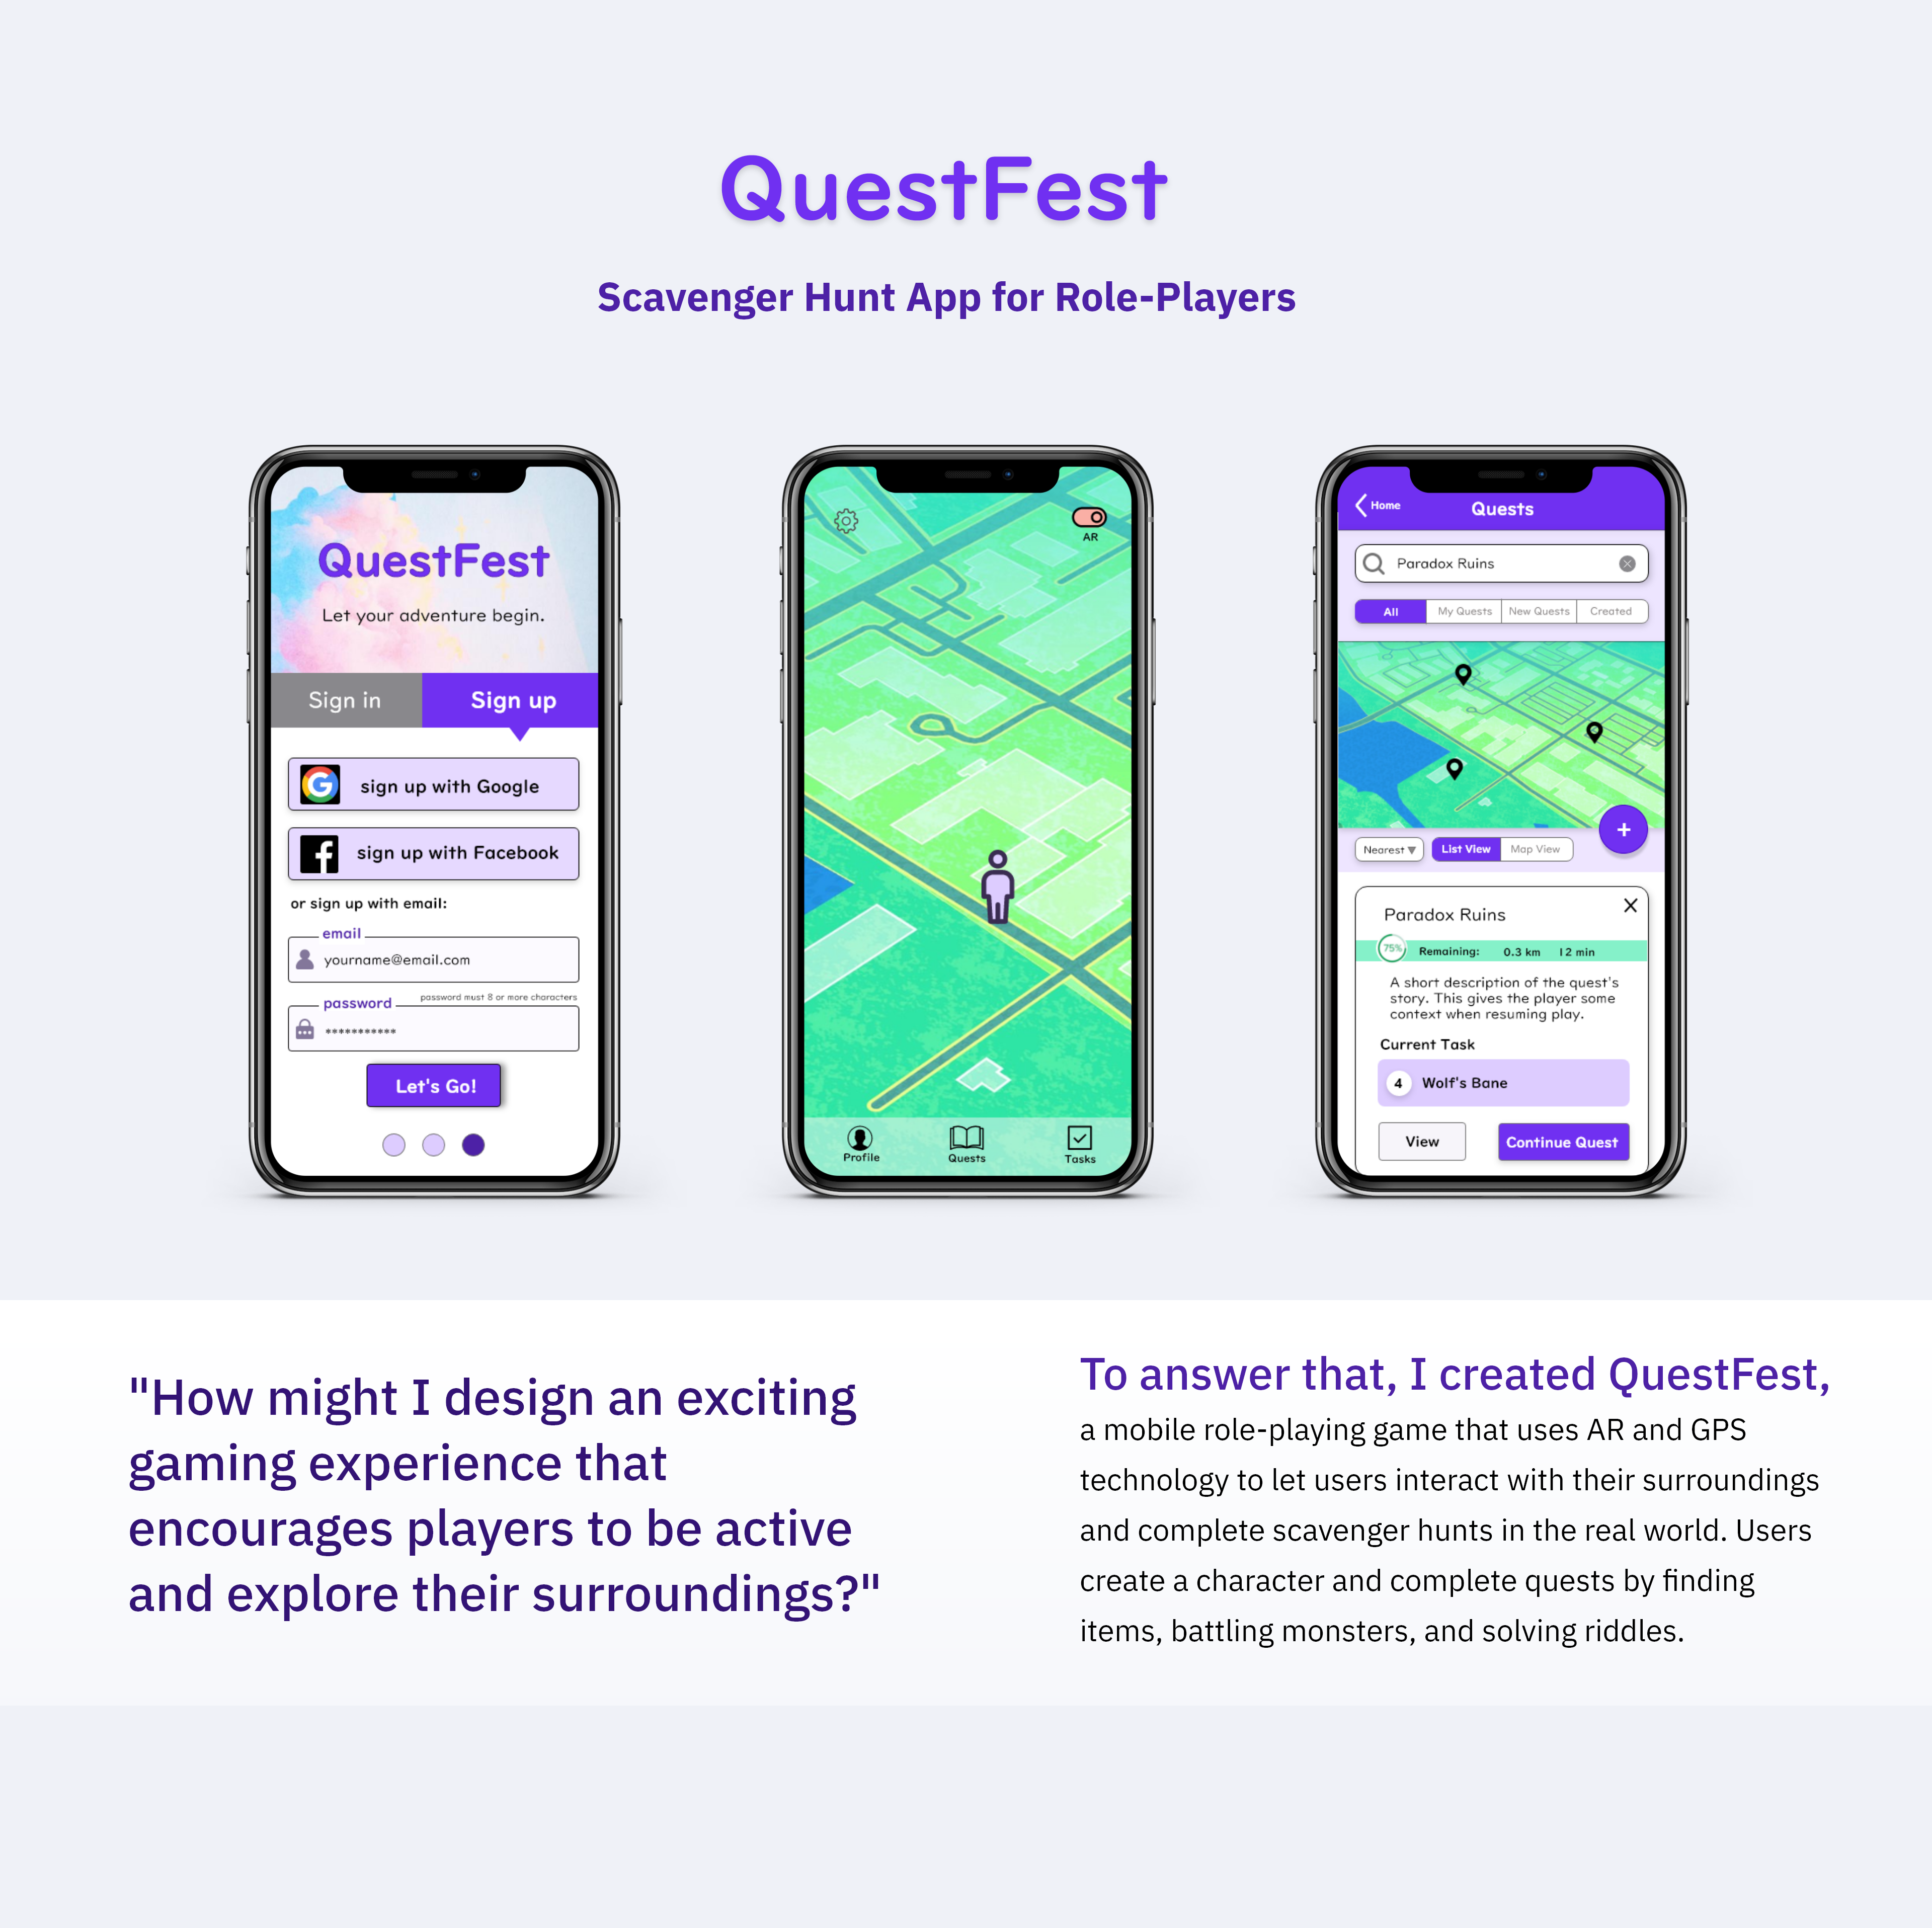 QuestFest
Scavenger Hunt App for Role-Players
QuestFest
Let your adventure begin.
Sign in
Sign up
sign up with Google
sign up with Facebook
or sign up with email:
email
yourname@email.com
password
password must 8 or more characters
***********
Let's Go!
AR
Profile
Quests
Tasks
Home
Quests
Paradox Ruins
All
My Quests
New Quests
Created
+
Nearest
List View
Map View
Paradox Ruins
X
75%
Remaining:
0.3 km
12 min
A short description of the quest's
story. This gives the player some
context when resuming play.
Current Task
4
Wolf's Bane
View
Continue Quest
"How might I design an exciting
gaming experience that
encourages players to be active
and explore their surroundings?"
To answer that, I created QuestFest,
a mobile role-playing game that uses AR and GPS
technology to let users interact with their surroundings
and complete scavenger hunts in the real world. Users
create a character and complete quests by finding
items, battling monsters, and solving riddles.